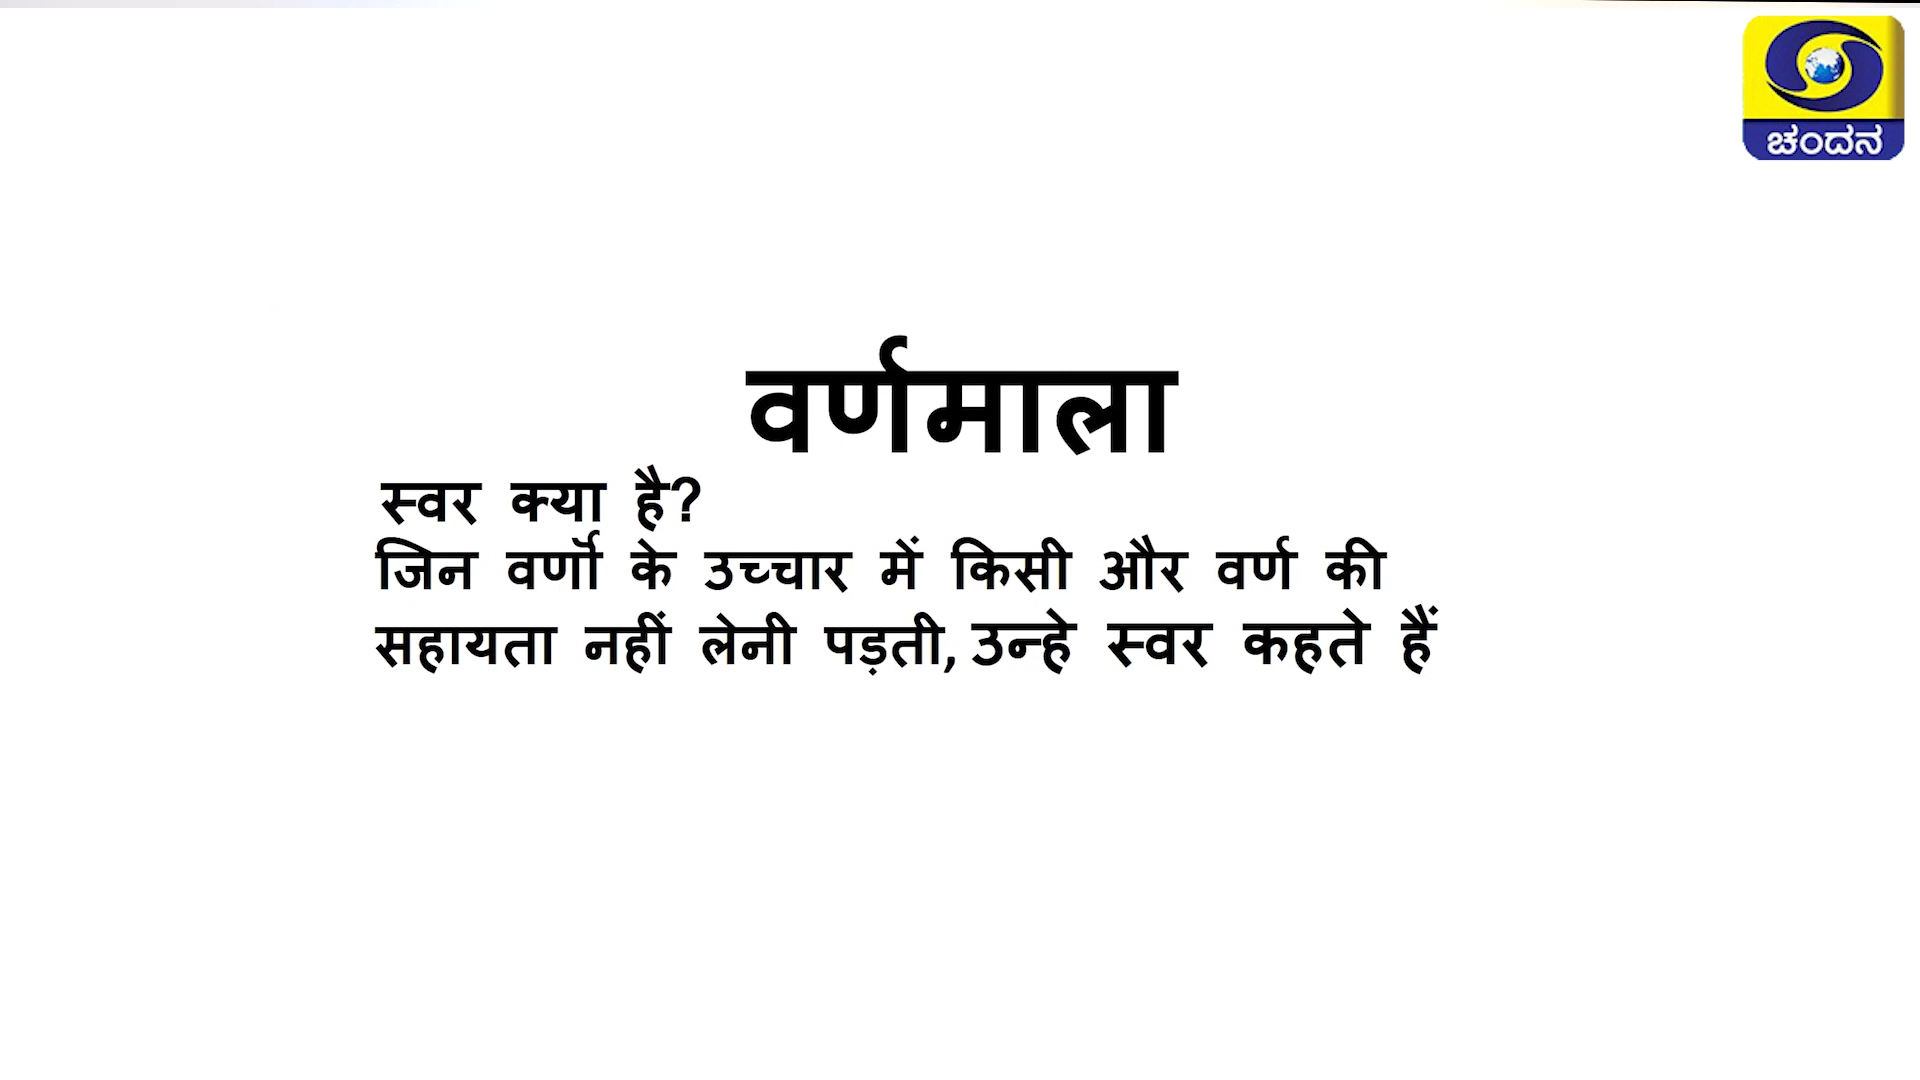 ಚಂದನ
वर्णमाला
स्वर क्या है?
जिन वर्णॊ के उच्चार में किसी और वर्ण की
सहायता नहीं लेनी पड़ती, उन्हे स्वर कहते हैं